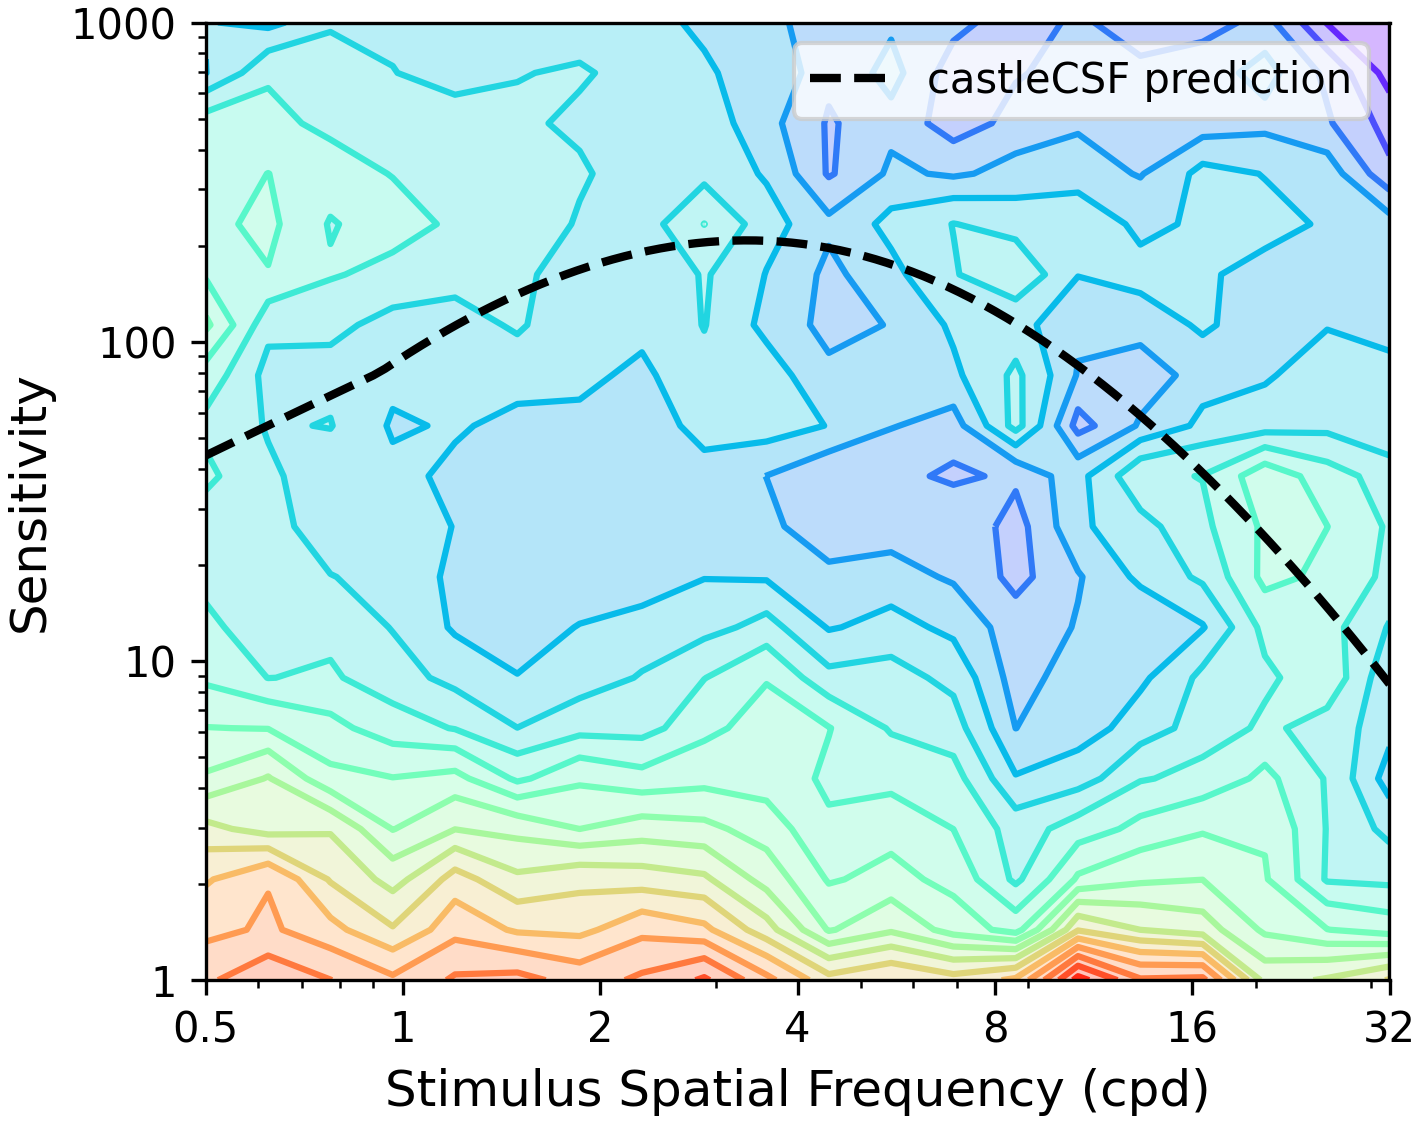 castleCSF prediction
Sensitivity
1000
100
10
1
0.5 1 2 4 8 16 32
Stimulus Spatial Frequency (cpd)